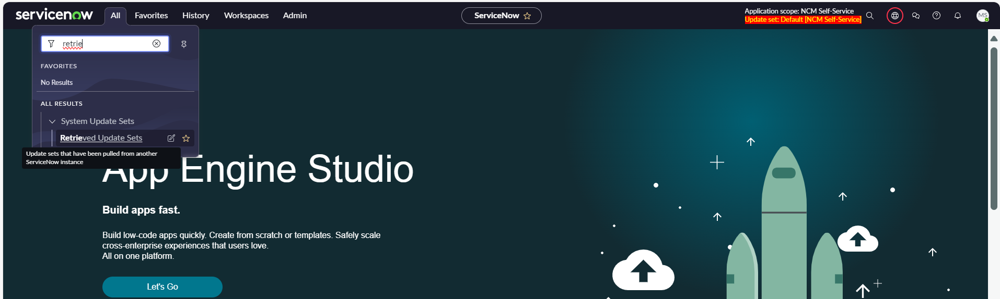 servicenow
All
Favorites
History
Workspaces
Admin
ServiceNow
Application scope: NCM Self-Service
Update set: Default [NCM Self-Service]
MS
retrie
FAVORITES
No Results
ALL RESULTS
System Update Sets
Retrieved Update Sets
Update sets that have been pulled from another
ServiceNow instance
App Engine Studio
Build apps fast.
Build low-code apps quickly. Create from scratch or templates. Safely scale
cross-enterprise experiences that users love.
All on one platform.
Let's Go